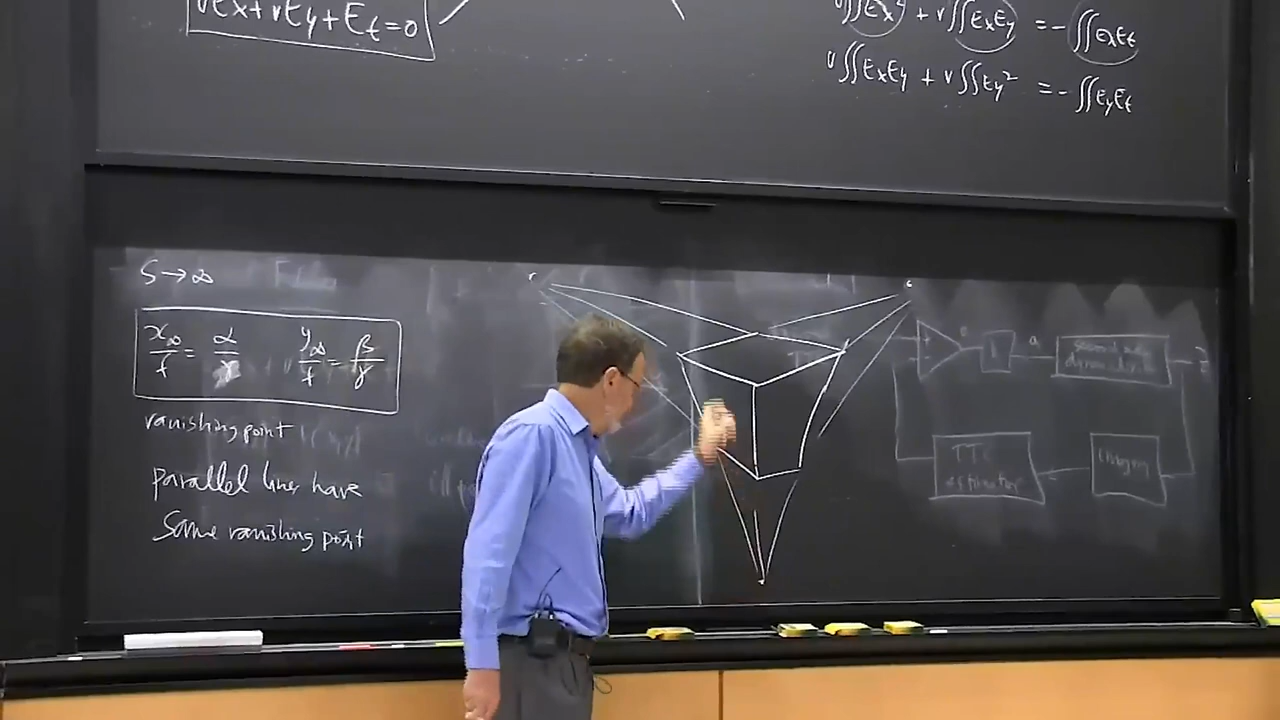 uEx+vEy+Et=0
u∬Ex² + v∬ExEy = -∬ExEt
u∬ExEy + v∬Ey² = -∬EyEt
S→∞
x∞/f = α/γ y∞/f = β/γ
vanishing point
parallel lines have
Same vanishing point
TTC
estimator
imaging